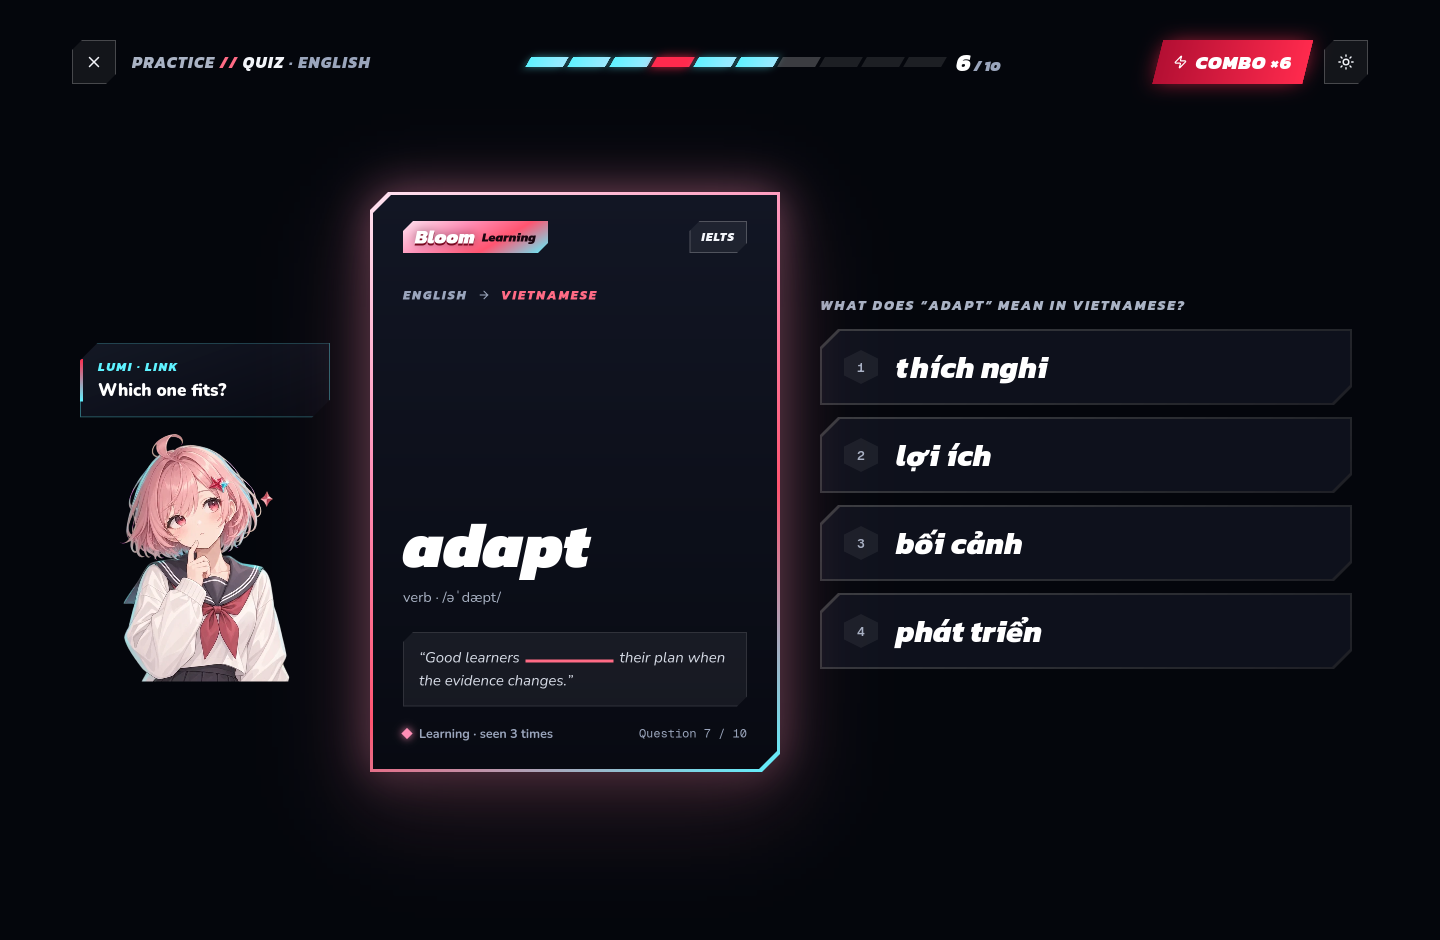 PRACTICE // QUIZ · ENGLISH
6 / 10
COMBO ×6
Bloom Learning
IELTS
ENGLISH → VIETNAMESE
adapt
verb · /əˈdæpt/
“Good learners ________ their plan when
the evidence changes.”
Learning · seen 3 times
Question 7 / 10
LUMI · LINK
Which one fits?
WHAT DOES “ADAPT” MEAN IN VIETNAMESE?
1 thích nghi
2 lợi ích
3 bối cảnh
4 phát triển